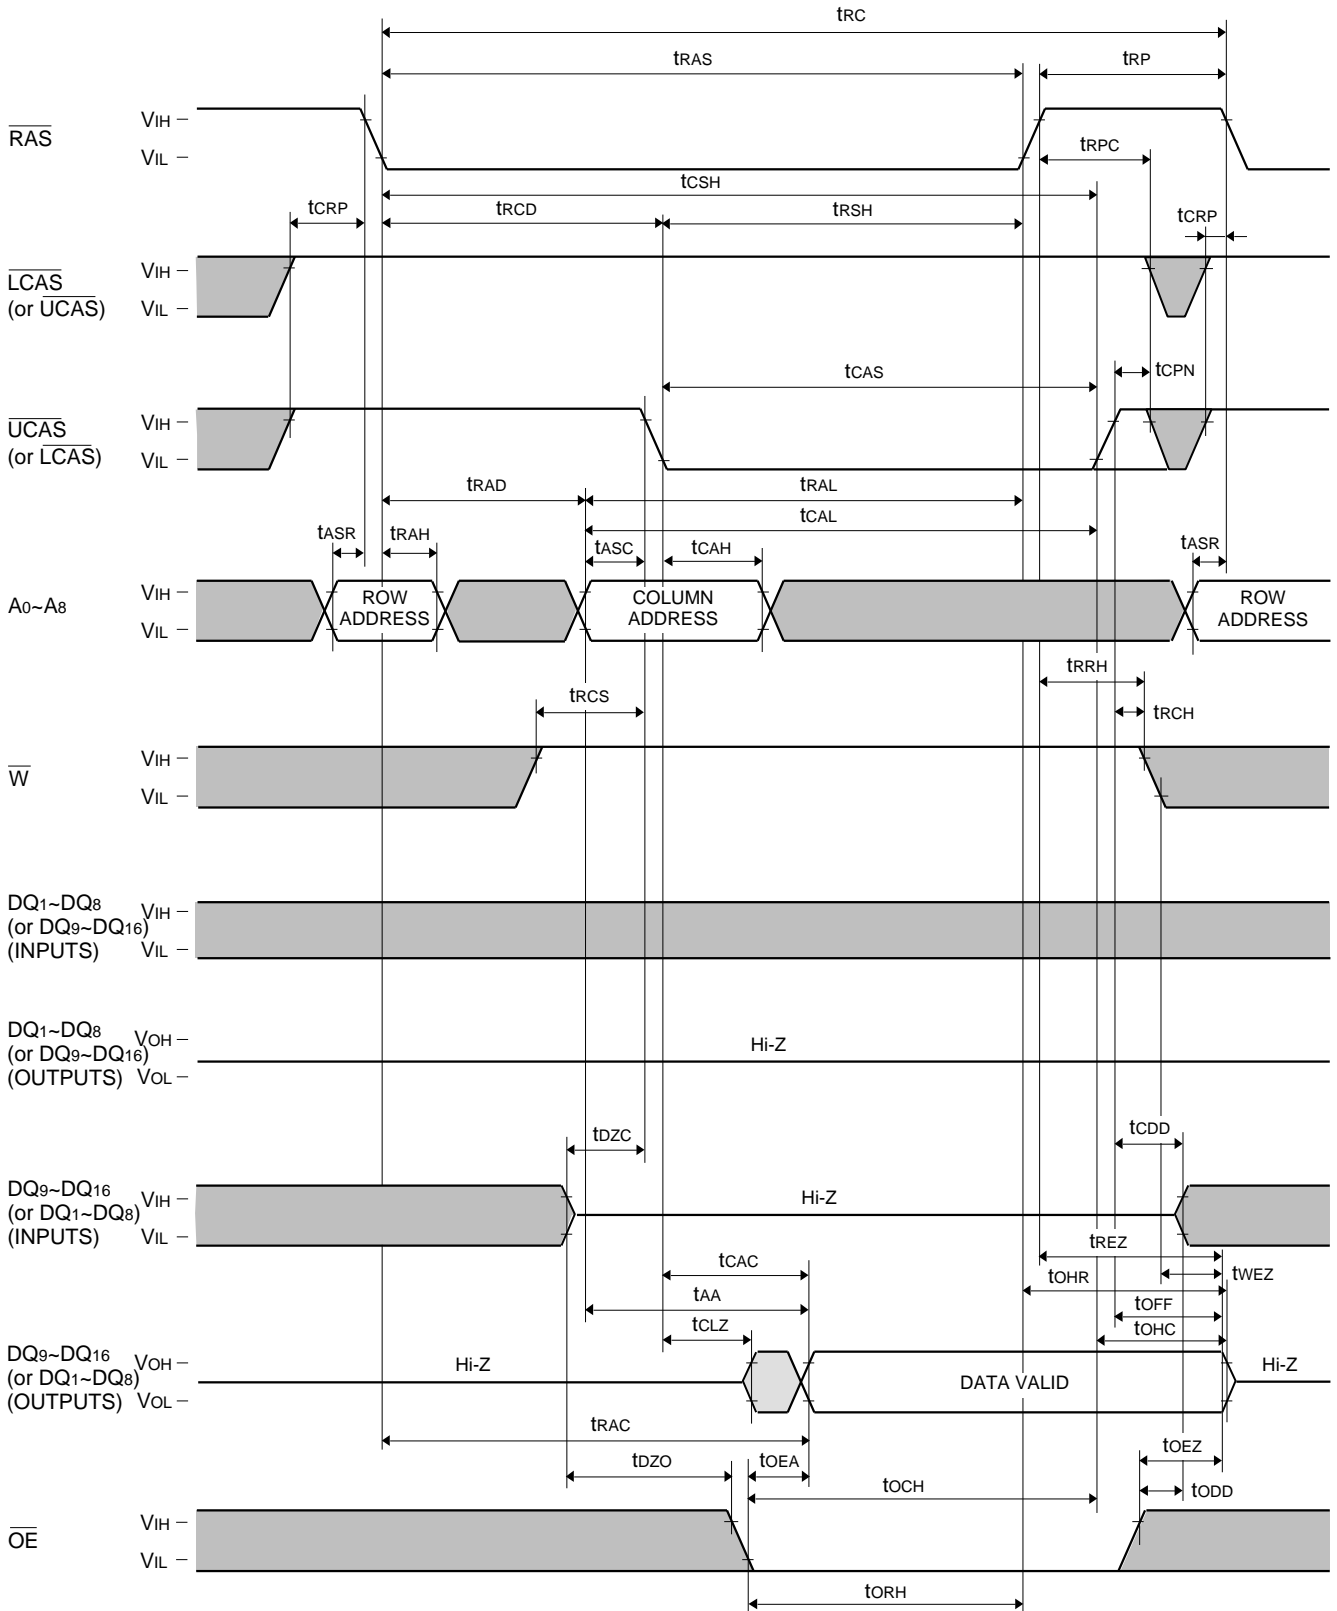 tRC
tRAS
tRP
RAS
VIH
VIL
tRPC
tCSH
tCRP
tRCD
tRSH
tCRP
LCAS
(or UCAS)
VIH
VIL
tCAS
tCPN
UCAS
(or LCAS)
VIH
VIL
tRAD
tRAL
tCAL
tASR
tRAH
tASC
tCAH
tASR
A0~A8
VIH
VIL
ROW
ADDRESS
COLUMN
ADDRESS
ROW
ADDRESS
tRRH
tRCS
tRCH
W
VIH
VIL
DQ1~DQ8
(or DQ9~DQ16)
(INPUTS)
VIH
VIL
DQ1~DQ8
(or DQ9~DQ16)
(OUTPUTS)
VOH
VOL
Hi-Z
tCDD
tDZC
DQ9~DQ16
(or DQ1~DQ8)
(INPUTS)
VIH
VIL
Hi-Z
tREZ
tCAC
tWEZ
tOHR
tAA
tOFF
tCLZ
tOHC
DQ9~DQ16
(or DQ1~DQ8)
(OUTPUTS)
VOH
VOL
Hi-Z
DATA VALID
Hi-Z
tRAC
tOEZ
tDZO
tOEA
tOCH
tODD
OE
VIH
VIL
tORH